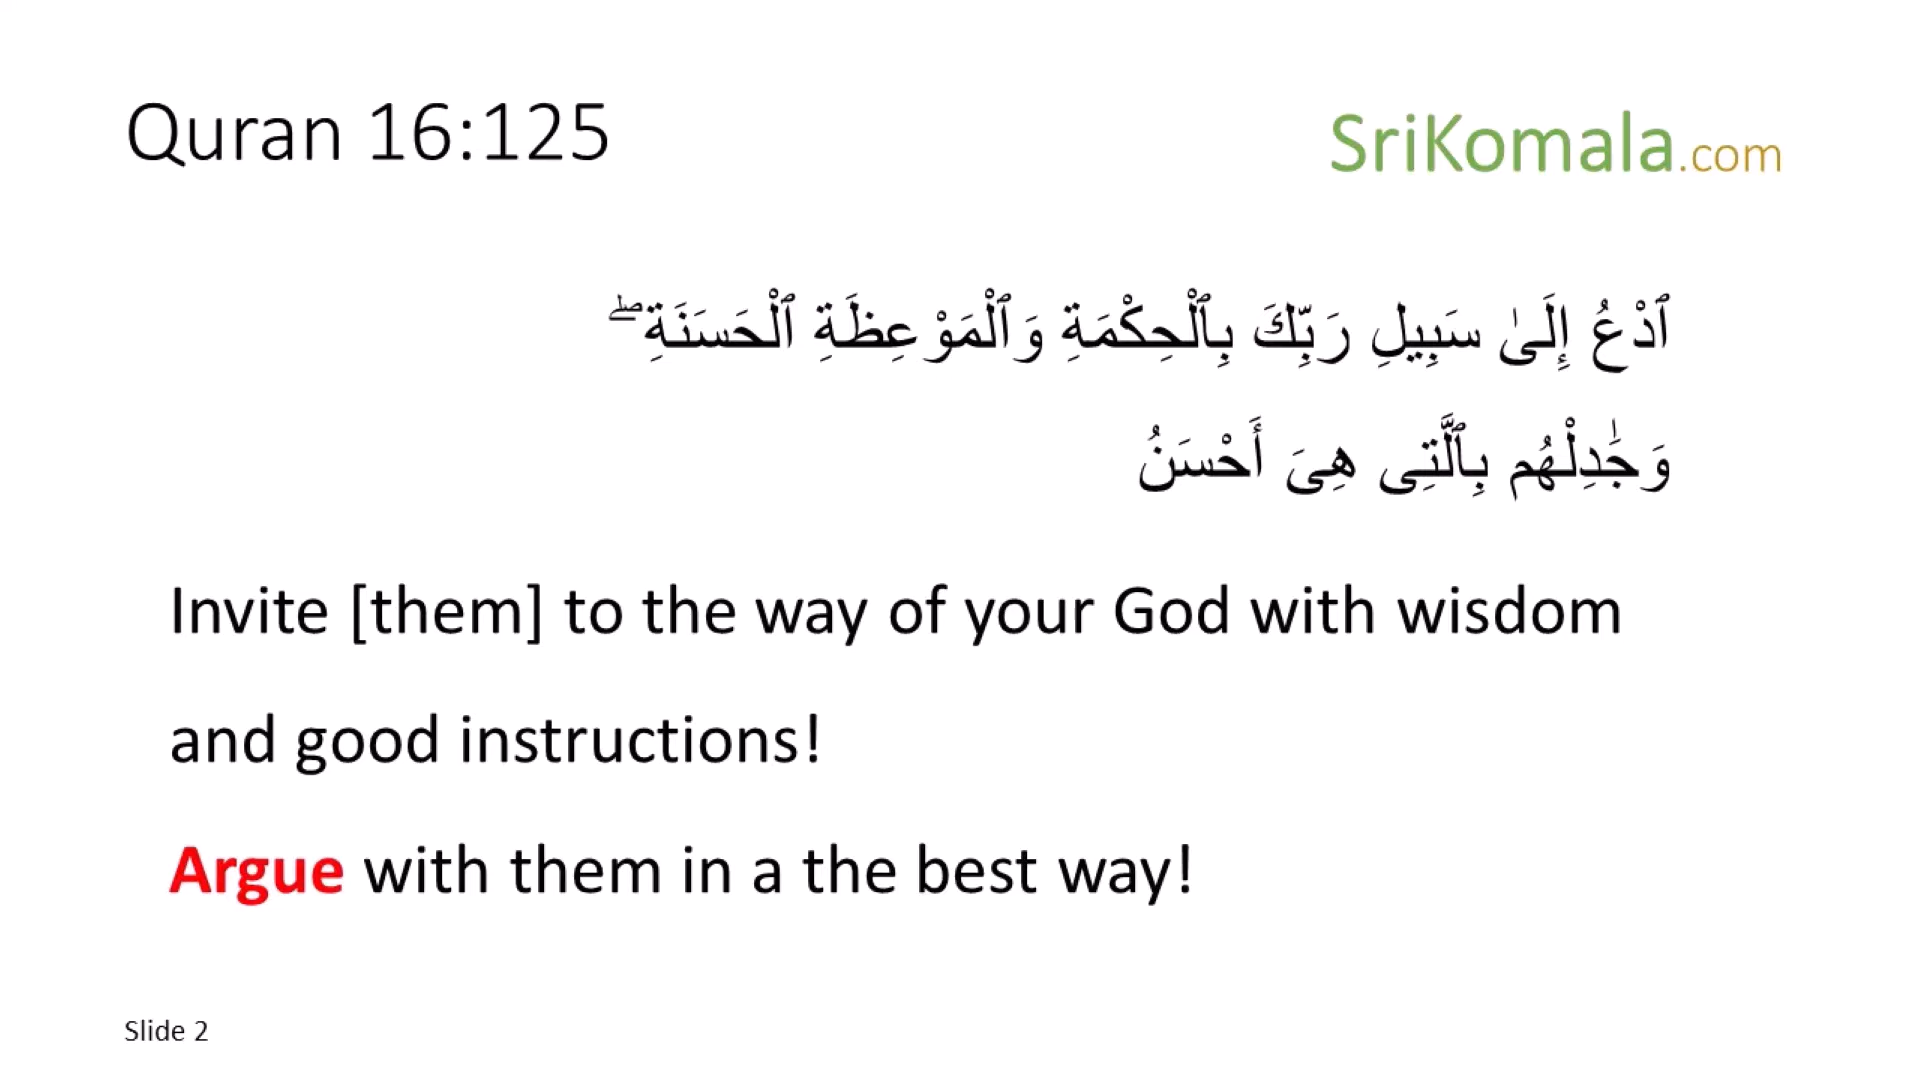 Quran 16:125
SriKomala.com
ٱدْعُ إِلَىٰ سَبِيلِ رَبِّكَ بِٱلْحِكْمَةِ وَٱلْمَوْعِظَةِ ٱلْحَسَنَةِ ۖ
وَجَٰدِلْهُم بِٱلَّتِى هِىَ أَحْسَنُ
Invite [them] to the way of your God with wisdom
and good instructions!
Argue with them in a the best way!
Slide 2